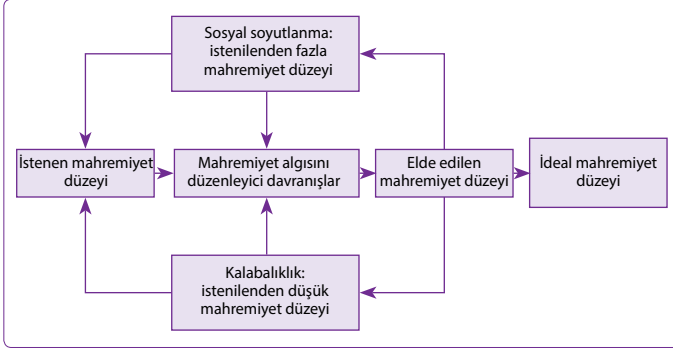 Sosyal soyutlanma:
istenilenden fazla
mahremiyet düzeyi
İstenen mahremiyet
düzeyi
Mahremiyet algısını
düzenleyici davranışlar
Elde edilen
mahremiyet düzeyi
İdeal mahremiyet
düzeyi
Kalabalıklık:
istenilenden düşük
mahremiyet düzeyi